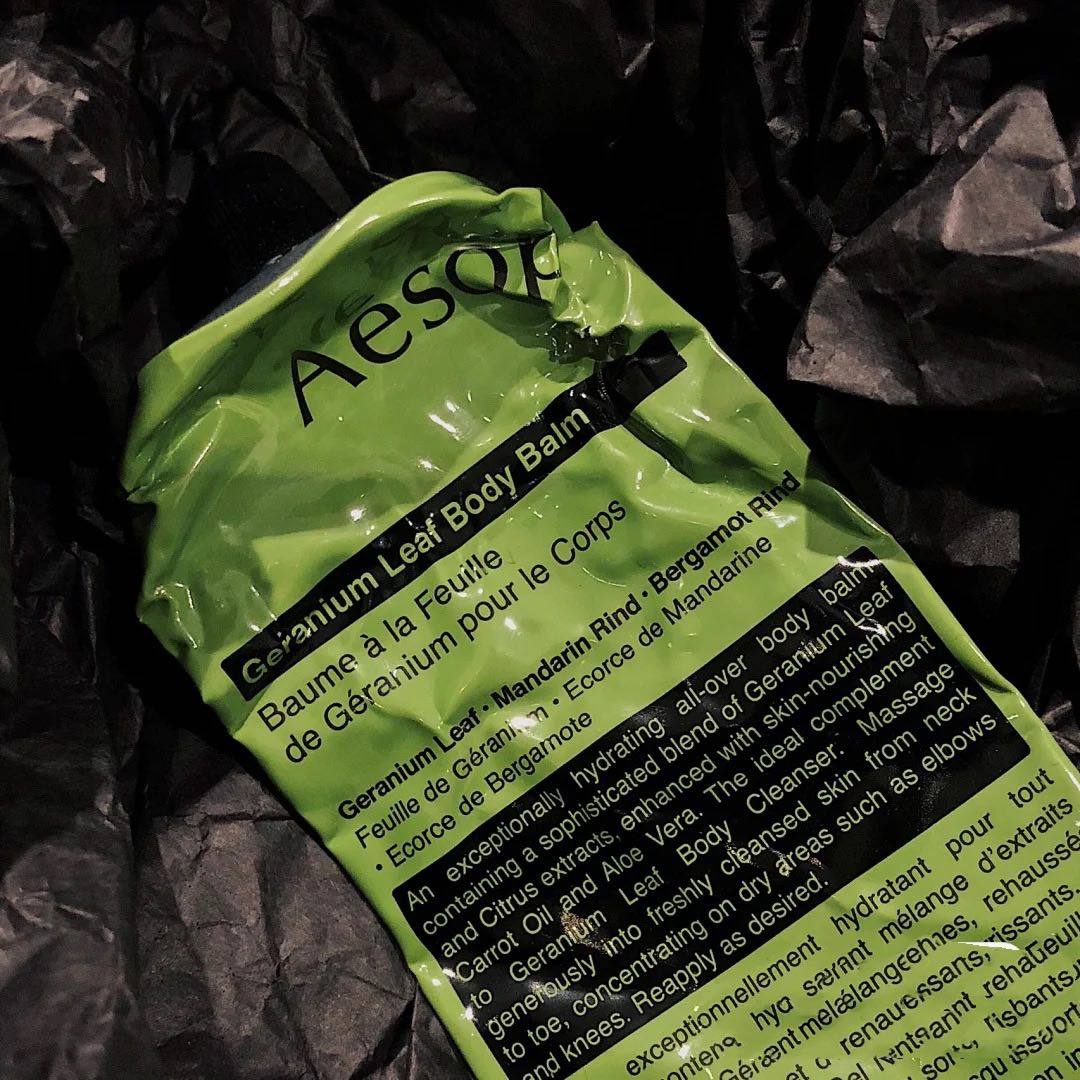 Aesop
Geranium Leaf Body Balm
Baume à la Feuille
de Géranium pour le Corps
Geranium Leaf · Mandarin Rind · Bergamot Rind
Feuille de Géranium · Ecorce de Mandarine
· Ecorce de Bergamote
An exceptionally hydrating all-over body balm
containing a sophisticated blend of Geranium Leaf
and Citrus extracts, enhanced with skin-nourishing
Carrot Oil and Aloe Vera. The ideal complement
to Geranium Leaf Body Cleanser. Massage
generously into freshly cleansed skin from neck
to toe, concentrating on dry areas such as elbows
and knees. Reapply as desired.
exceptionnellement hydratant pour tout
mélange d'extraits
rehaussé